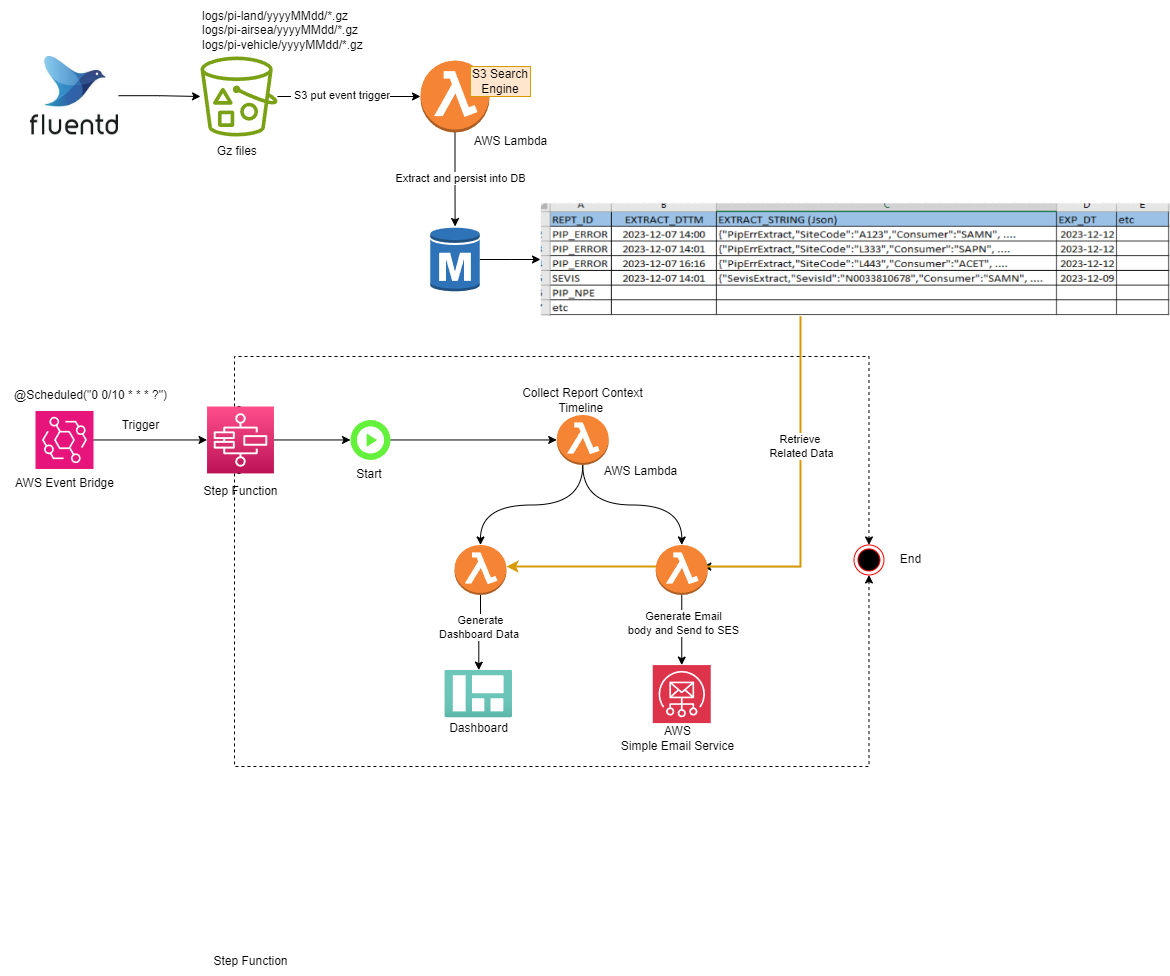 logs/pi-land/yyyyMMdd/*.gz
logs/pi-airsea/yyyyMMdd/*.gz
logs/pi-vehicle/yyyyMMdd/*.gz
fluentd
Gz files
S3 put event trigger
S3 Search
Engine
AWS Lambda
Extract and persist into DB
M
A B C D E
REPT_ID EXTRACT_DTTM EXTRACT_STRING (Json) EXP_DT etc
PIP_ERROR 2023-12-07 14:00 {"PipErrExtract,"SiteCode":"A123","Consumer":"SAMN", .... 2023-12-12
PIP_ERROR 2023-12-07 14:01 {"PipErrExtract,"SiteCode":"L333","Consumer":"SAPN", .... 2023-12-12
PIP_ERROR 2023-12-07 16:16 {"PipErrExtract,"SiteCode":"L443","Consumer":"ACET", .... 2023-12-12
SEVIS 2023-12-07 14:01 {"SevisExtract,"SevisId":"N0033810678","Consumer":"SAMN", .... 2023-12-09
PIP_NPE
etc
@Scheduled("0 0/10 * * * ?")
Trigger
AWS Event Bridge
Step Function
Start
Collect Report Context
Timeline
AWS Lambda
Retrieve
Related Data
End
Generate
Dashboard Data
Generate Email
body and Send to SES
Dashboard
AWS
Simple Email Service
Step Function